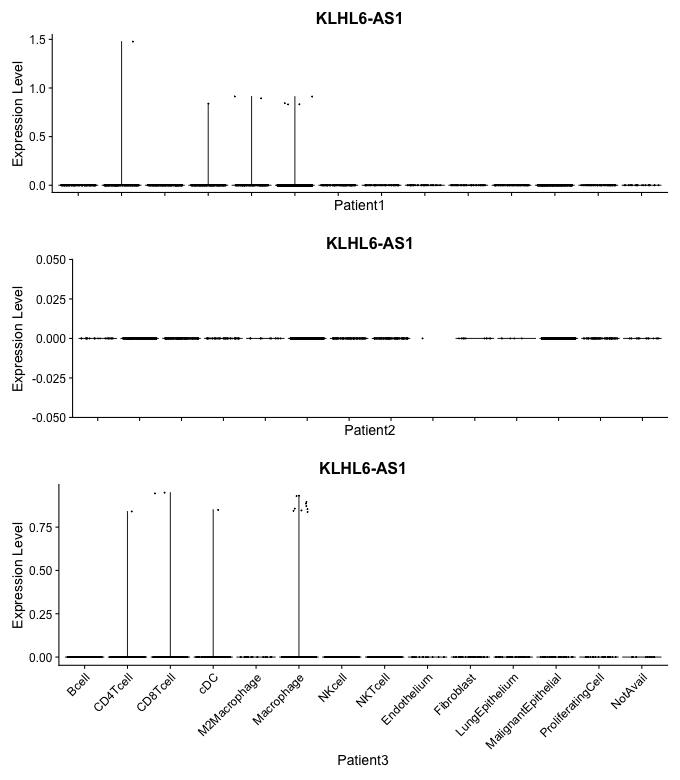 KLHL6-AS1
Expression Level
1.5
1.0
0.5
0.0
Patient1
KLHL6-AS1
Expression Level
0.050
0.025
0.000
-0.025
-0.050
Patient2
KLHL6-AS1
Expression Level
0.75
0.50
0.25
0.00
Bcell
CD4Tcell
CD8Tcell
cDC
M2Macrophage
Macrophage
NKcell
NKTcell
Endothelium
Fibroblast
LungEpithelium
MalignantEpithelial
ProliferatingCell
NotAvail
Patient3